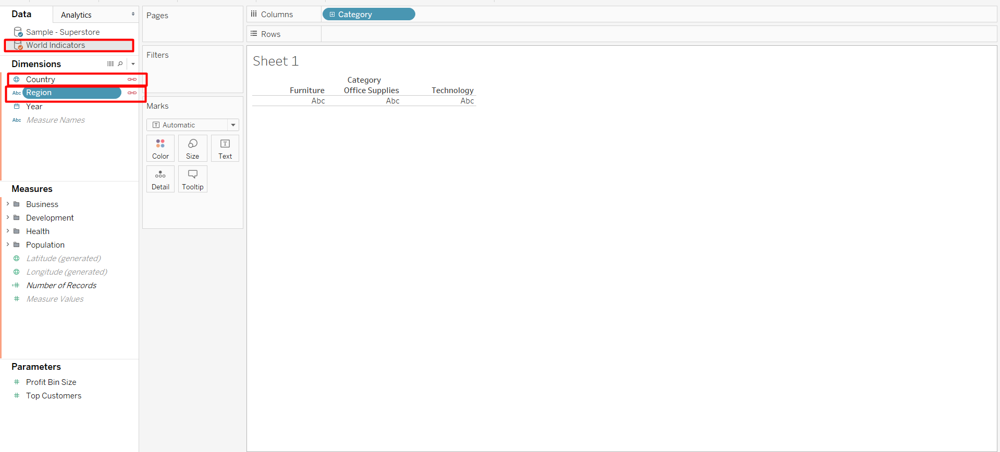 Data
Analytics
Sample - Superstore
World Indicators
Dimensions
Country
Abc Region
Year
Abc Measure Names
Measures
Business
Development
Health
Population
Latitude (generated)
Longitude (generated)
=# Number of Records
# Measure Values
Parameters
# Profit Bin Size
# Top Customers
Pages
Filters
Marks
T Automatic
Color
Size
T
Text
Detail
Tooltip
Columns
Category
Rows
Sheet 1
Category
Furniture Office Supplies Technology
Abc Abc Abc